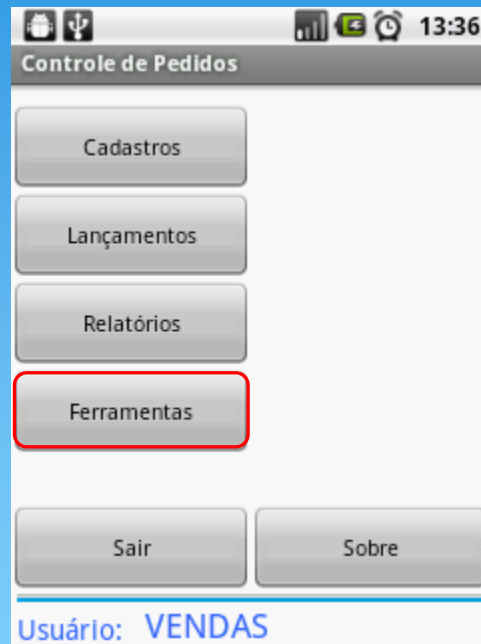 13:36
Controle de Pedidos
Cadastros
Lançamentos
Relatórios
Ferramentas
Sair Sobre
Usuário: VENDAS